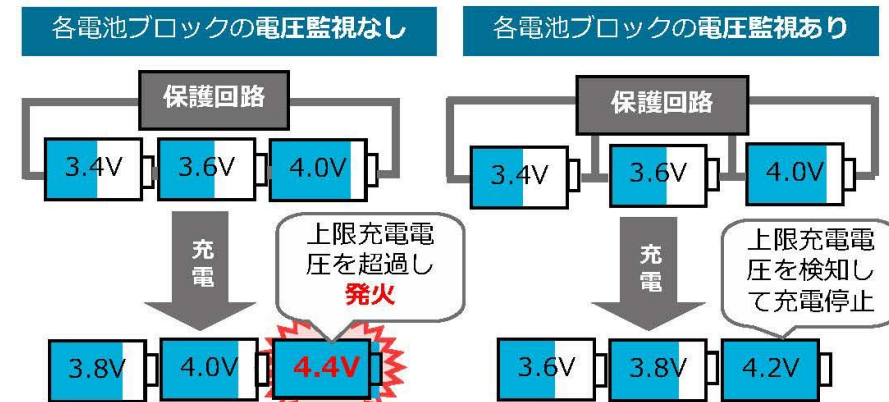 各電池ブロックの電圧監視なし
保護回路
3.4V 3.6V 4.0V
充
電
上限充電電
圧を超過し
発火
3.8V 4.0V 4.4V
各電池ブロックの電圧監視あり
保護回路
3.4V 3.6V 4.0V
充
電
上限充電電
圧を検知し
て充電停止
3.6V 3.8V 4.2V